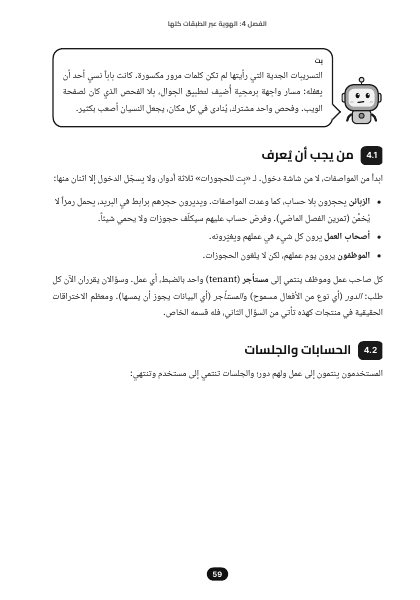 الفصل 4: الهوية عبر الطبقات كلها
بِت
التسريبات الجدية التي رأيتها لم تكن كلمات مرور مكسورة. كانت باباً نسي أحد أن
يقفله: مسار واجهة برمجية أُضيف لتطبيق الجوال، بلا الفحص الذي كان لصفحة
الويب. وفحص واحد مشترك، يُنادى في كل مكان، يجعل النسيان أصعب بكثير.
4.1 من يجب أن يُعرف
ابدأ من المواصفات، لا من شاشة دخول. لـ «بِت للحجوزات» ثلاثة أدوار، ولا يسجّل الدخول إلا اثنان منها:
• الزبائن يحجزون بلا حساب، كما وعدت المواصفات. ويديرون حجزهم برابط في البريد، يحمل رمزاً لا
يُخمَّن (تمرين الفصل الماضي). وفرض حساب عليهم سيكلّف حجوزات ولا يحمي شيئاً.
• أصحاب العمل يرون كل شيء في عملهم ويغيّرونه.
• الموظفون يرون يوم عملهم، لكن لا يلغون الحجوزات.
كل صاحب عمل وموظف ينتمي إلى مستأجر (tenant) واحد بالضبط، أي عمل. وسؤالان يقرران الآن كل
طلب: الدور (أي نوع من الأفعال مسموح) والمستأجر (أي البيانات يجوز أن يمسها). ومعظم الاختراقات
الحقيقية في منتجات كهذه تأتي من السؤال الثاني، فله قسمه الخاص.
4.2 الحسابات والجلسات
المستخدمون ينتمون إلى عمل ولهم دور؛ والجلسات تنتمي إلى مستخدم وتنتهي:
59